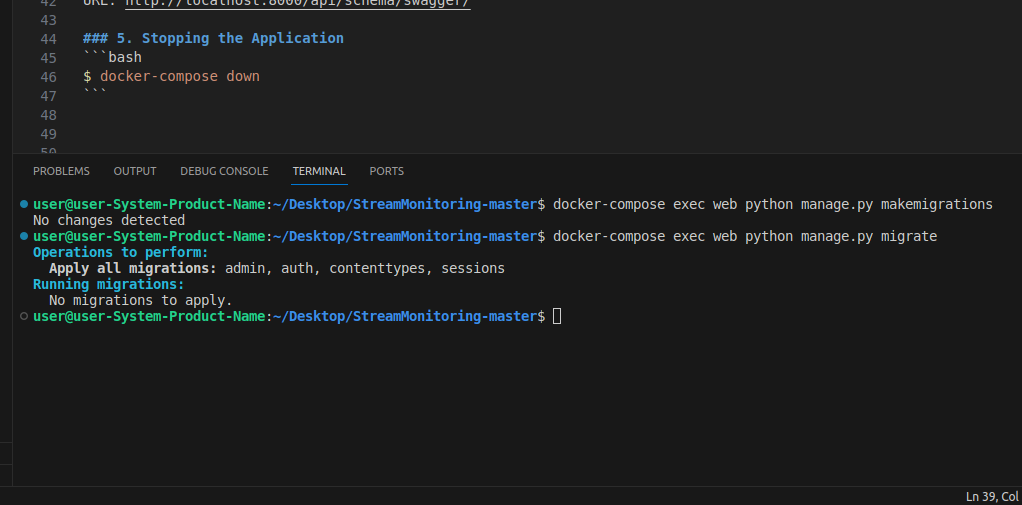 42 URL: http://localhost:8000/api/schema/swagger/
43
44 ### 5. Stopping the Application
45 ```bash
46 $ docker-compose down
47 ```
48
49
50
PROBLEMS OUTPUT DEBUG CONSOLE TERMINAL PORTS
user@user-System-Product-Name:~/Desktop/StreamMonitoring-master$ docker-compose exec web python manage.py makemigrations
No changes detected
user@user-System-Product-Name:~/Desktop/StreamMonitoring-master$ docker-compose exec web python manage.py migrate
Operations to perform:
  Apply all migrations: admin, auth, contenttypes, sessions
Running migrations:
  No migrations to apply.
user@user-System-Product-Name:~/Desktop/StreamMonitoring-master$
Ln 39, Col